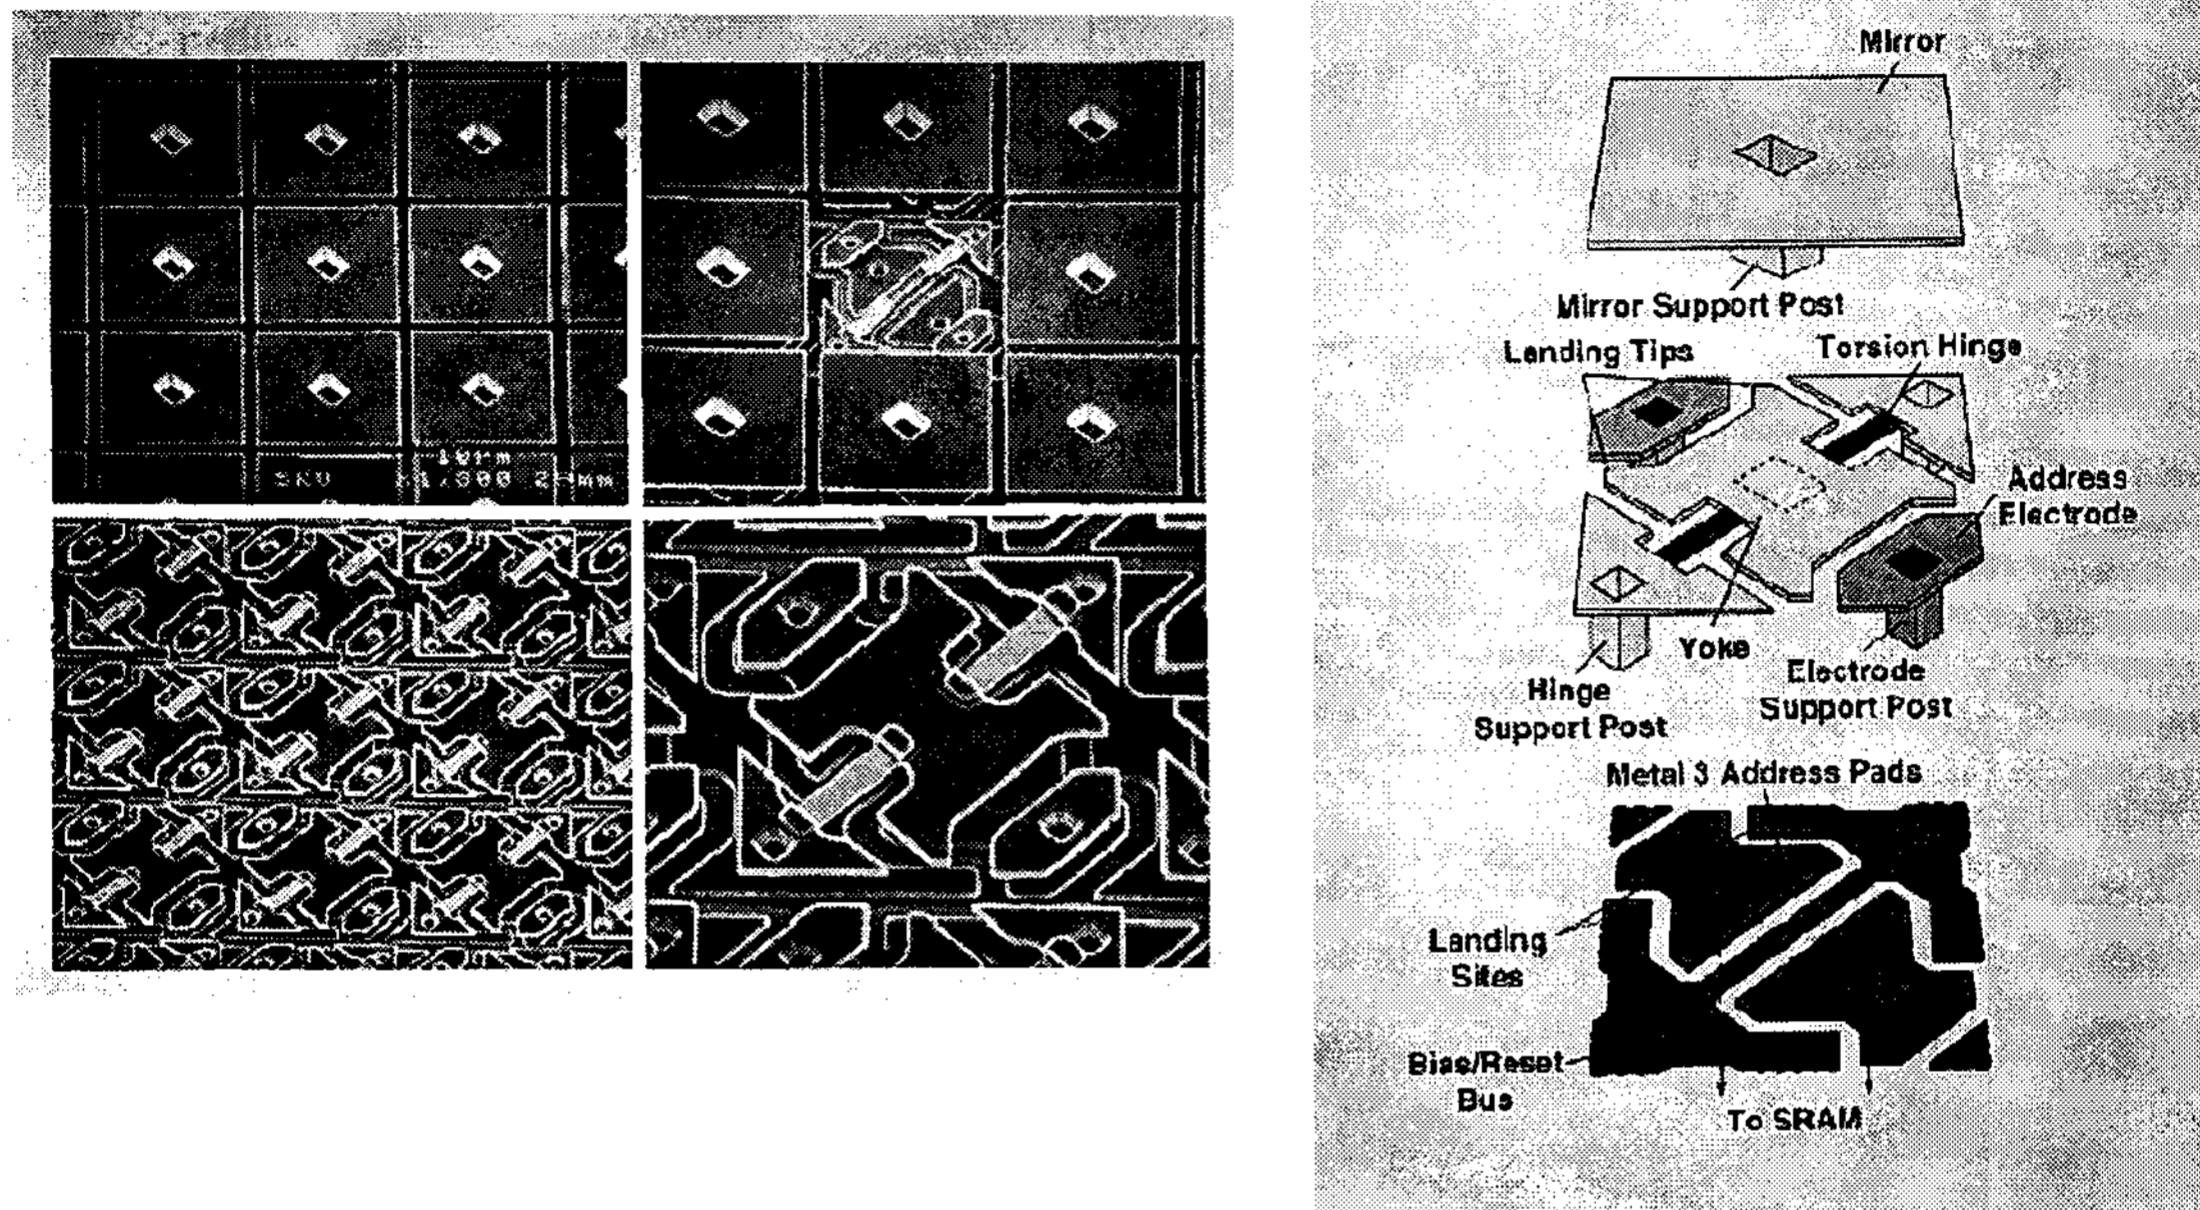 10μm
5KV
Mirror
Mirror Support Post
Landing Tips
Torsion Hinge
Address
Electrode
Yoke
Hinge
Support Post
Electrode
Support Post
Metal 3 Address Pads
Landing
Sites
Bias/Reset
Bus
To SRAM